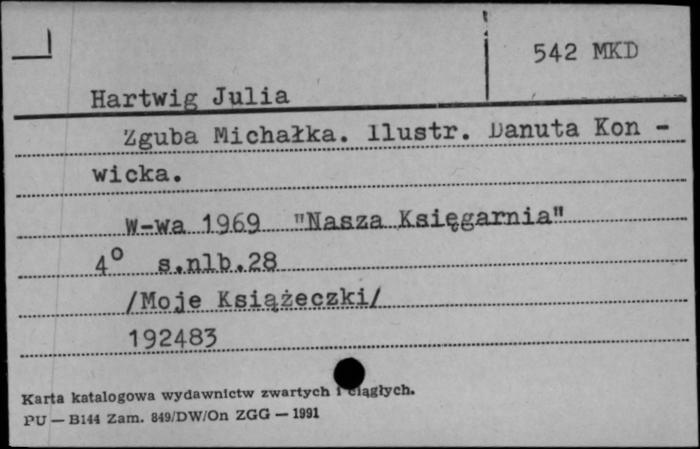 542 MKD
Hartwig Julia
Zguba Michałka. Ilustr. Danuta Kon -
wicka.
W-wa 1969 "Nasza Księgarnia"
4° s.nlb.28
/Moje Książeczki/
192483
Karta katalogowa wydawnictw zwartych i ciągłych.
PU — B144 Zam. 849/DW/On ZGG — 1991